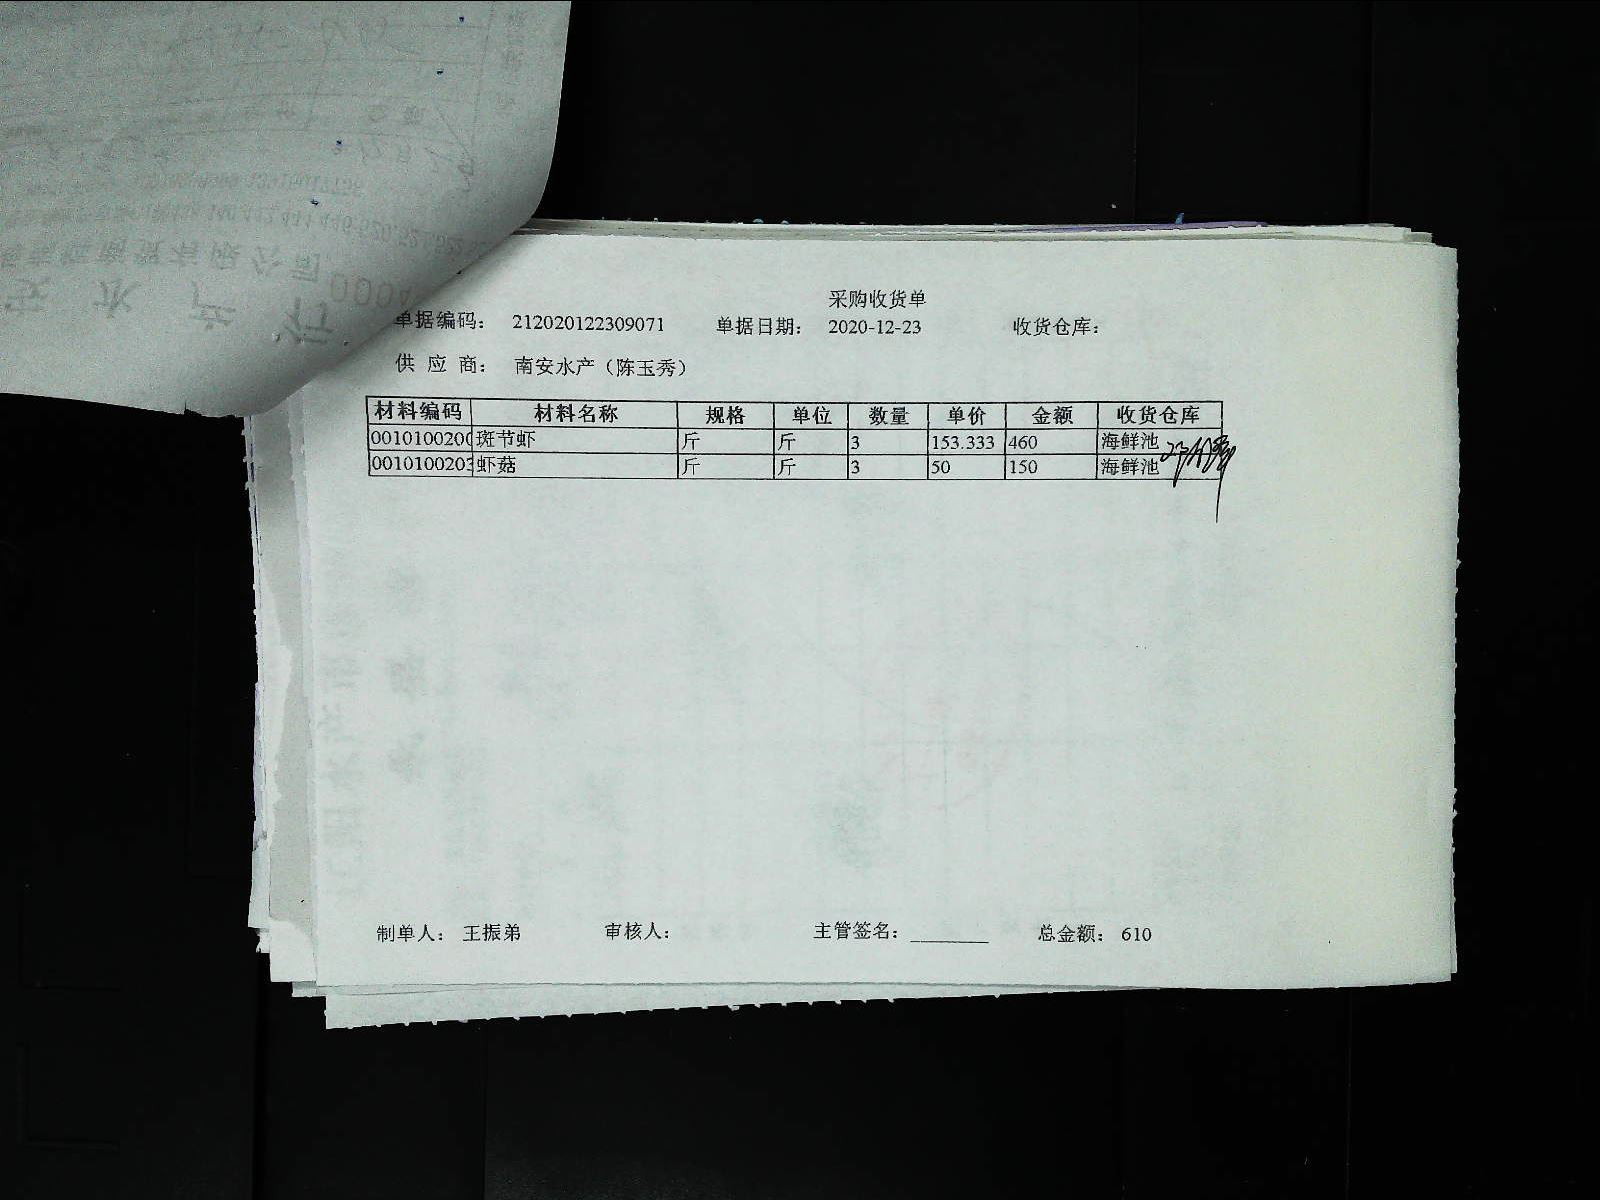 采购收货单
单据编码： 212020122309071 单据日期： 2020-12-23 收货仓库：
供 应 商： 南安水产（陈玉秀）
材料编码 材料名称 规格 单位 数量 单价 金额 收货仓库
0010100200 斑节虾 斤 斤 3 153.333 460 海鲜池
0010100203 虾菇 斤 斤 3 50 150 海鲜池
制单人： 王振弟 审核人： 主管签名： ________ 总金额： 610